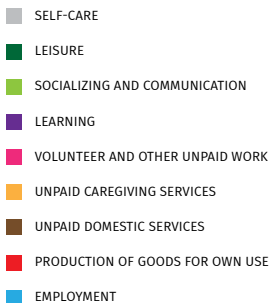 SELF-CARE
LEISURE
SOCIALIZING AND COMMUNICATION
LEARNING
VOLUNTEER AND OTHER UNPAID WORK
UNPAID CAREGIVING SERVICES
UNPAID DOMESTIC SERVICES
PRODUCTION OF GOODS FOR OWN USE
EMPLOYMENT